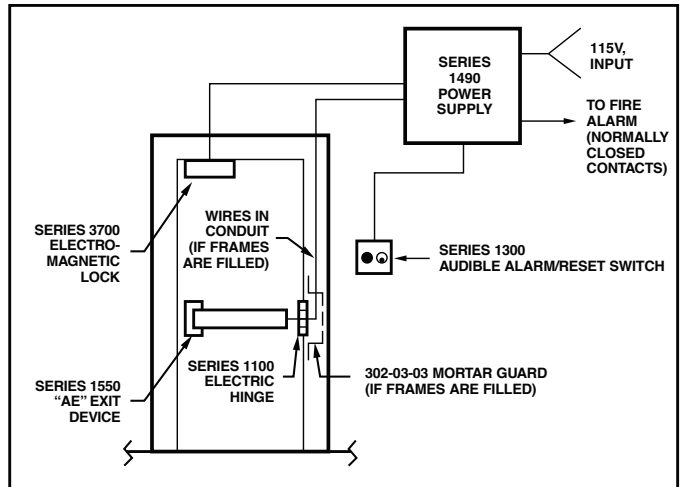 SERIES
1490
POWER
SUPPLY
115V,
INPUT
TO FIRE
ALARM
(NORMALLY
CLOSED
CONTACTS)
SERIES 3700
ELECTRO-
MAGNETIC
LOCK
WIRES IN
CONDUIT
(IF FRAMES
ARE FILLED)
SERIES 1300
AUDIBLE ALARM/RESET SWITCH
SERIES 1550
“AE” EXIT
DEVICE
SERIES 1100
ELECTRIC
HINGE
302-03-03 MORTAR GUARD
(IF FRAMES ARE FILLED)